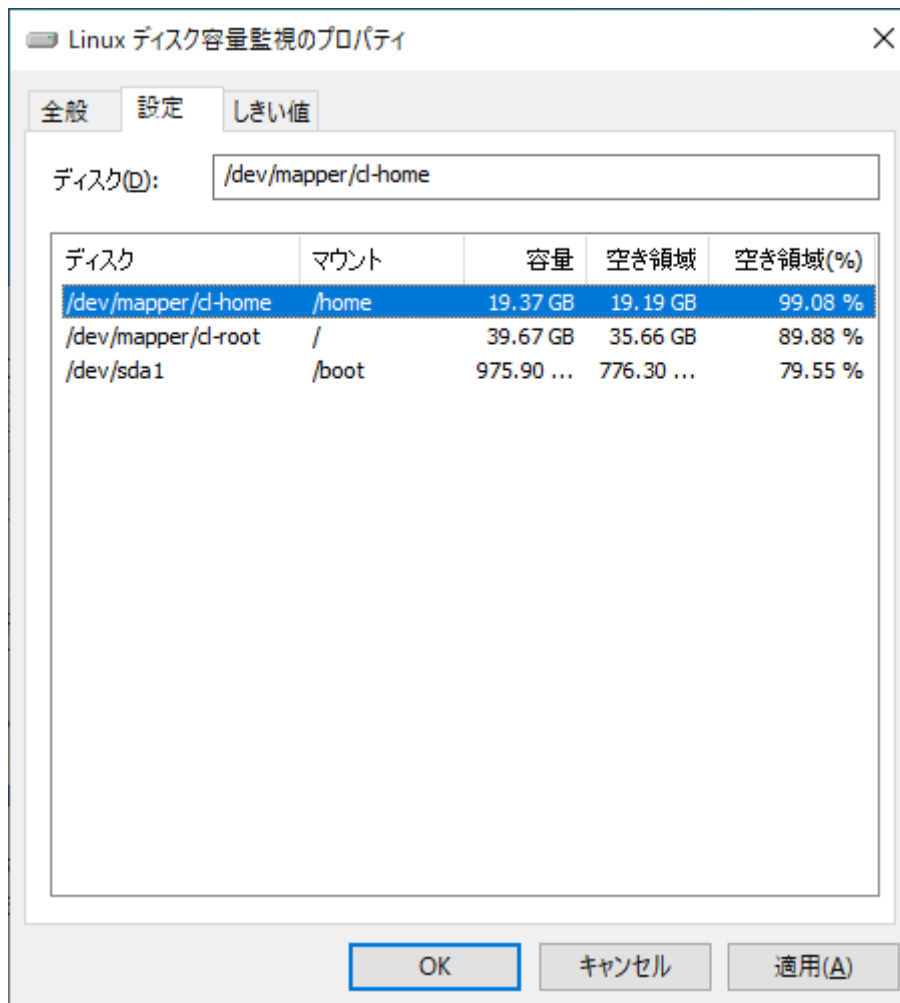 Linux ディスク容量監視のプロパティ
全般 設定 しきい値
ディスク(D): /dev/mapper/cl-home
ディスク マウント 容量 空き領域 空き領域(%)
/dev/mapper/cl-home /home 19.37 GB 19.19 GB 99.08 %
/dev/mapper/cl-root / 39.67 GB 35.66 GB 89.88 %
/dev/sda1 /boot 975.90 ... 776.30 ... 79.55 %
OK キャンセル 適用(A)